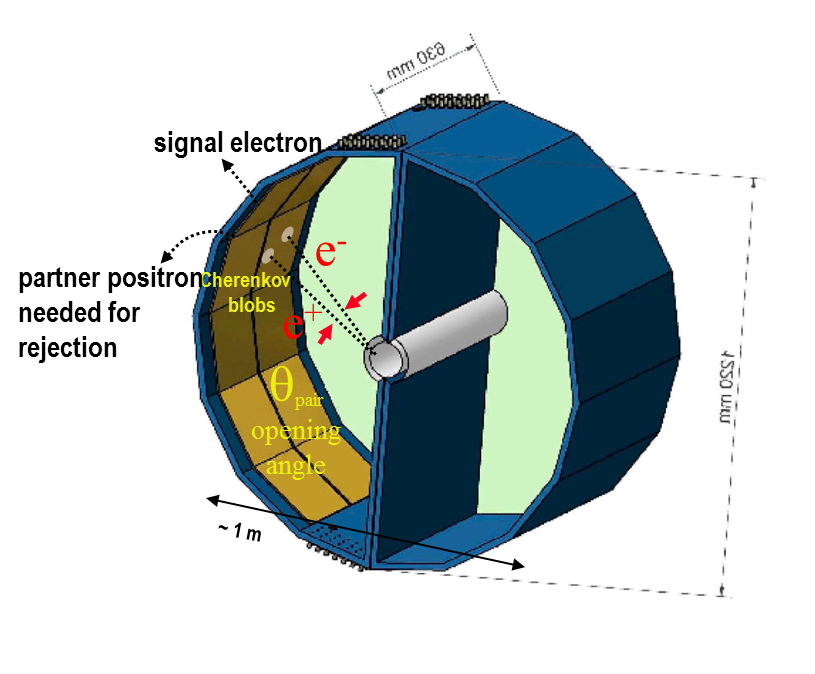 630 mm
signal electron
e-
partner positron
needed for
rejection
Cherenkov
blobs
e+
θpair
opening
angle
1220 mm
~ 1 m